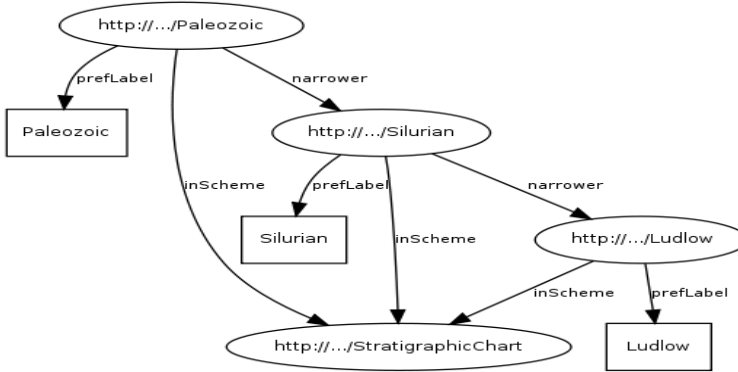 http://.../Paleozoic
prefLabel
narrower
Paleozoic
http://.../Silurian
inScheme
prefLabel
narrower
Silurian
inScheme
http://.../Ludlow
inScheme
prefLabel
http://.../StratigraphicChart
Ludlow